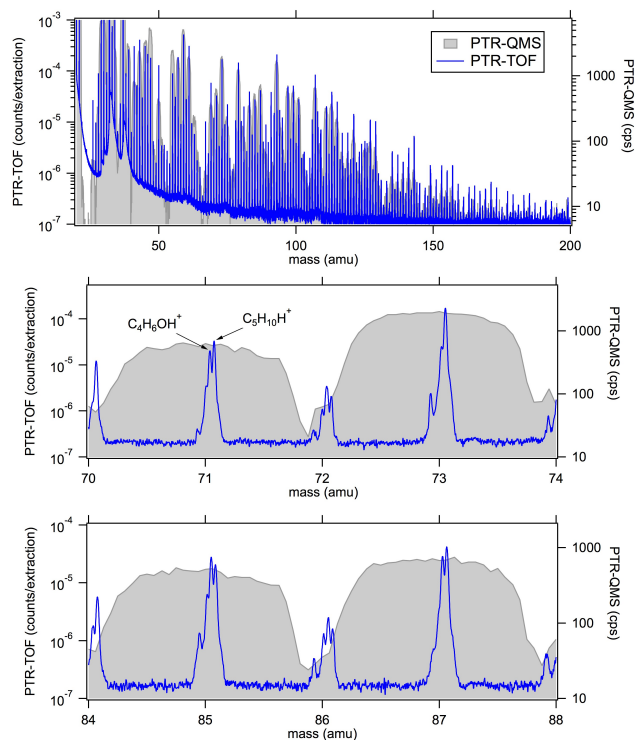 10^-3
10^-4
10^-5
10^-6
10^-7
PTR-TOF (counts/extraction)
PTR-QMS
PTR-TOF
1000
100
10
PTR-QMS (cps)
50
100
150
200
mass (amu)
10^-4
10^-5
10^-6
10^-7
PTR-TOF (counts/extraction)
C4H6OH+
C5H10H+
1000
100
10
PTR-QMS (cps)
70
71
72
73
74
mass (amu)
10^-4
10^-5
10^-6
10^-7
PTR-TOF (counts/extraction)
1000
100
10
PTR-QMS (cps)
84
85
86
87
88
mass (amu)